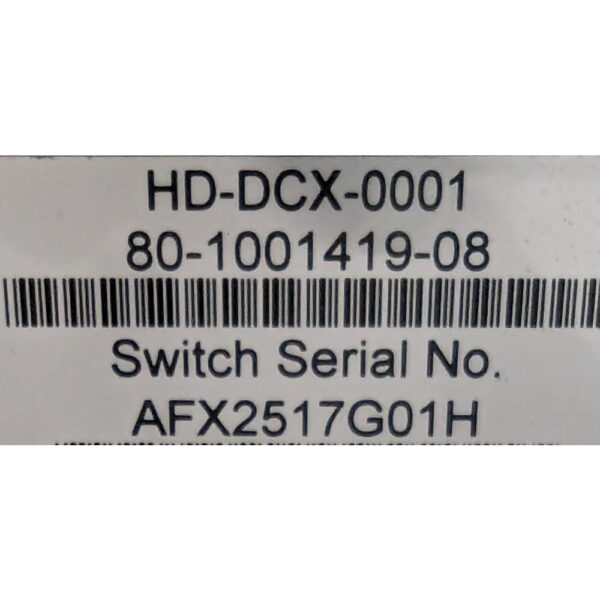 HD-DCX-0001
80-1001419-08
Switch Serial No.
AFX2517G01H